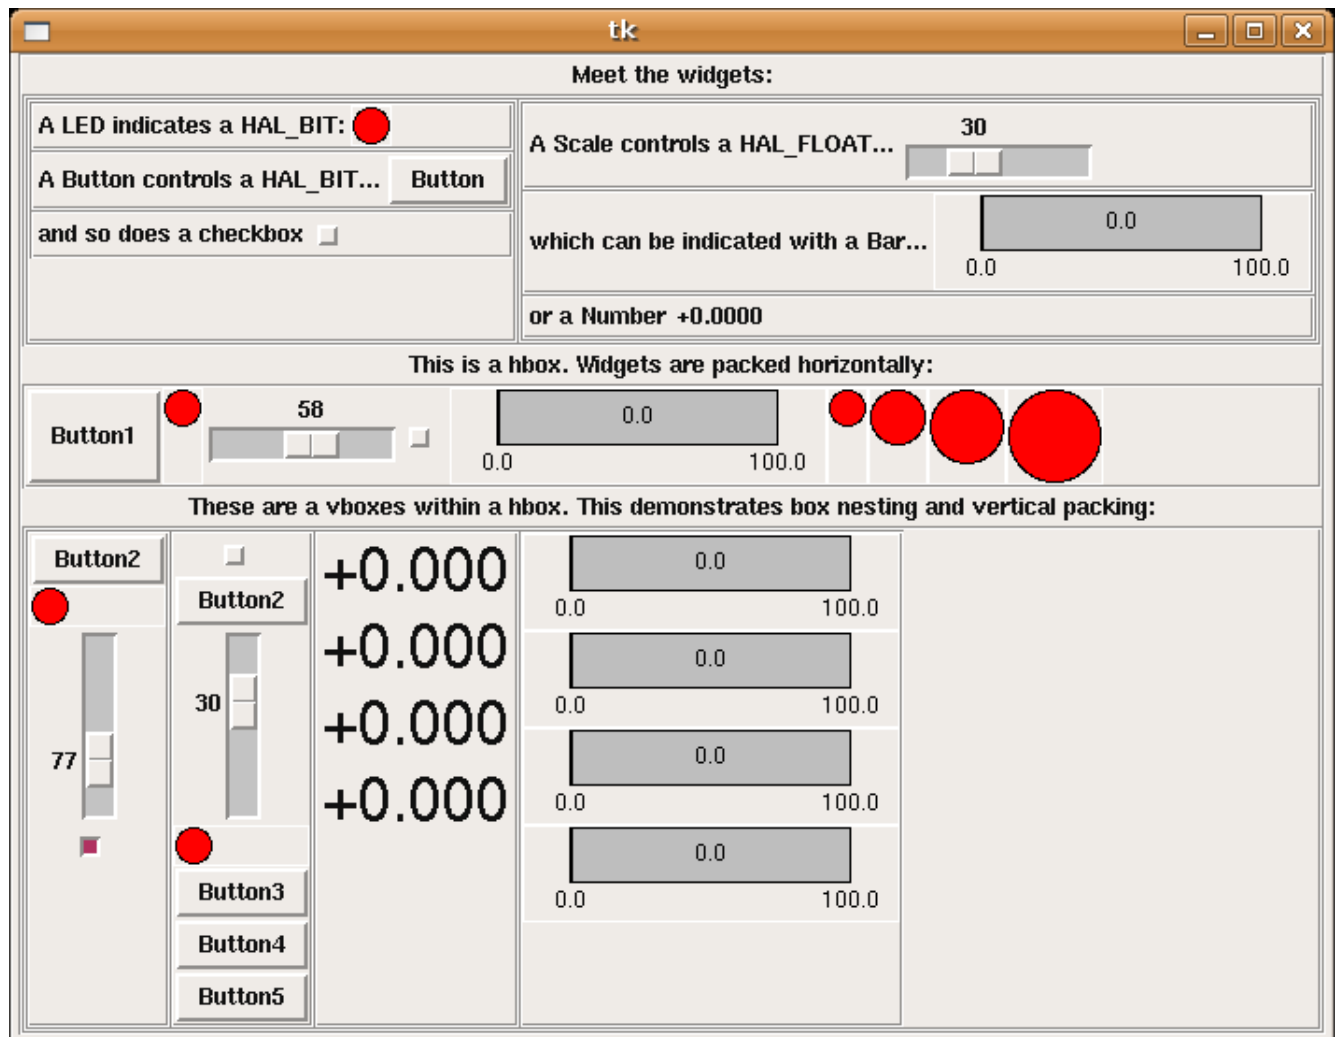 tk
Meet the widgets:
A LED indicates a HAL_BIT:
A Button controls a HAL_BIT... Button
and so does a checkbox
30
A Scale controls a HAL_FLOAT...
0.0
which can be indicated with a Bar...
0.0 100.0
or a Number +0.0000
This is a hbox. Widgets are packed horizontally:
Button1
58
0.0
0.0 100.0
These are a vboxes within a hbox. This demonstrates box nesting and vertical packing:
Button2
77
Button2
30
Button3
Button4
Button5
+0.000
+0.000
+0.000
+0.000
0.0
0.0 100.0
0.0
0.0 100.0
0.0
0.0 100.0
0.0
0.0 100.0